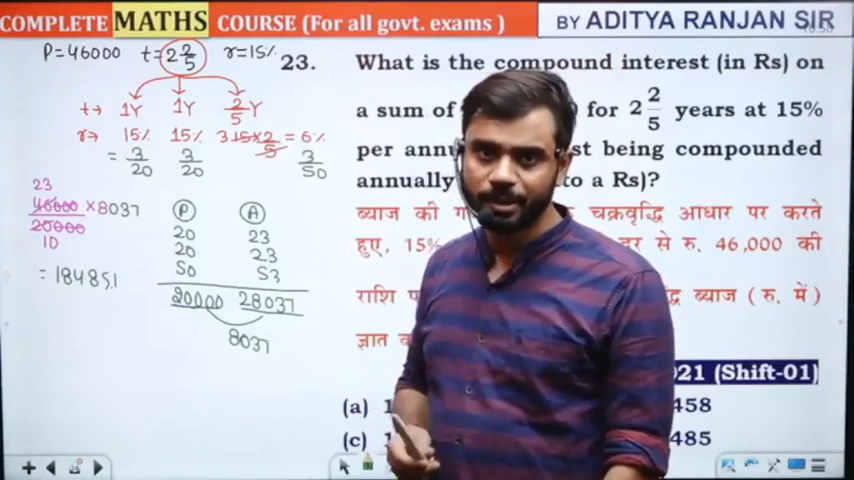 COMPLETE MATHS COURSE (For all govt. exams )
BY ADITYA RANJAN SIR
P=46000 t=2 2/5 r=15%
t→ 1Y 1Y 2/5 Y
r→ 15% 15% 3 15×2/5 = 6%
= 3/20 3/20 3/50
23
46000/20000 ×8037
10
= 18485.1
P A
20 23
20 23
50 53
20000 28037
8037
23. What is the compound interest (in Rs) on
a sum of for 2 2/5 years at 15%
per being compounded
annually to a Rs)?
ब्याज की चक्रवृद्धि आधार पर करते
हुए, 15% से रु. 46,000 की
राशि ब्याज ( रु. में )
ज्ञात
021 (Shift-01)
(a) 1 458
(c) 1 485